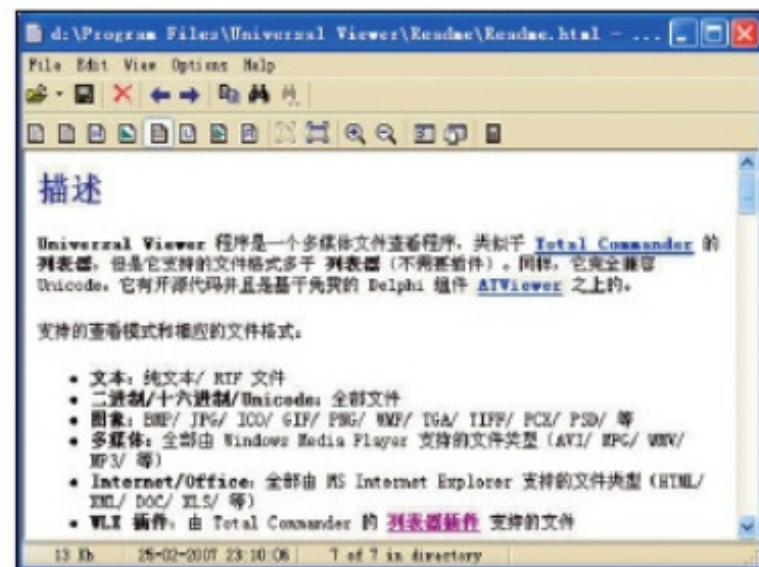 d:\Program Files\Universal Viewer\Readme\Readme.html - ...
File Edit View Options Help
描述
Universal Viewer 程序是一个多媒体文件查看程序，类似于 Total Commander 的
列表器，但是它支持的文件格式多于 列表器（不需要插件）。同样，它完全兼容
Unicode。它有开源代码并且是基于免费的 Delphi 组件 ATViewer 之上的。
支持的查看模式和相应的文件格式：
• 文本：纯文本/ RTF 文件
• 二进制/十六进制/Unicode：全部文件
• 图象：BMP/ JPG/ ICO/ GIF/ PNG/ WMF/ TGA/ TIFF/ PCX/ PSD/ 等
• 多媒体：全部由 Windows Media Player 支持的文件类型（AVI/ MPG/ WMV/
MP3/ 等）
• Internet/Office：全部由 MS Internet Explorer 支持的文件类型（HTML/
XML/ DOC/ XLS/ 等）
• WLX 插件：由 Total Commander 的 列表器插件 支持的文件
13 Kb 25-02-2007 23:10:06 7 of 7 in directory